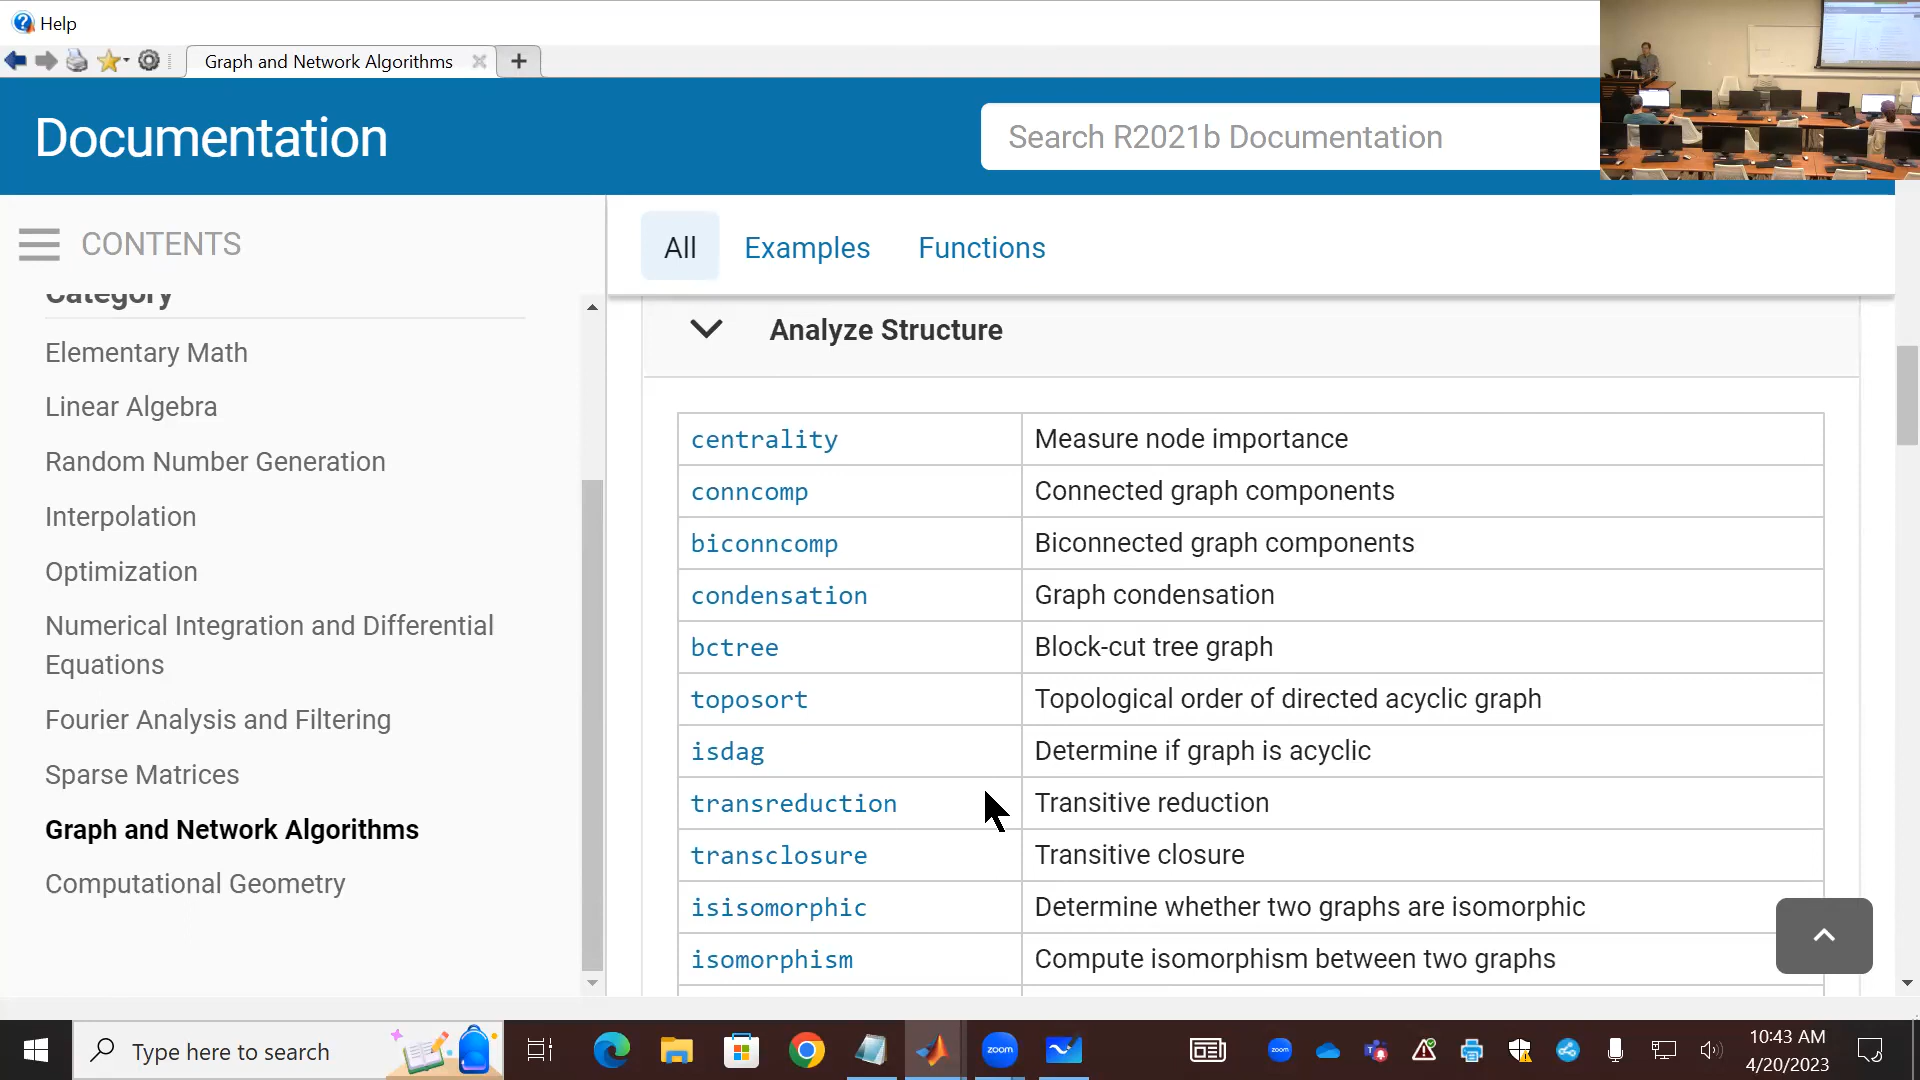 Help
Graph and Network Algorithms
Documentation
Search R2021b Documentation
CONTENTS
Category
Elementary Math
Linear Algebra
Random Number Generation
Interpolation
Optimization
Numerical Integration and Differential
Equations
Fourier Analysis and Filtering
Sparse Matrices
Graph and Network Algorithms
Computational Geometry
All Examples Functions
Analyze Structure
centrality Measure node importance
conncomp Connected graph components
biconncomp Biconnected graph components
condensation Graph condensation
bctree Block-cut tree graph
toposort Topological order of directed acyclic graph
isdag Determine if graph is acyclic
transreduction Transitive reduction
transclosure Transitive closure
isisomorphic Determine whether two graphs are isomorphic
isomorphism Compute isomorphism between two graphs
Type here to search
zoom
zoom
10:43 AM
4/20/2023